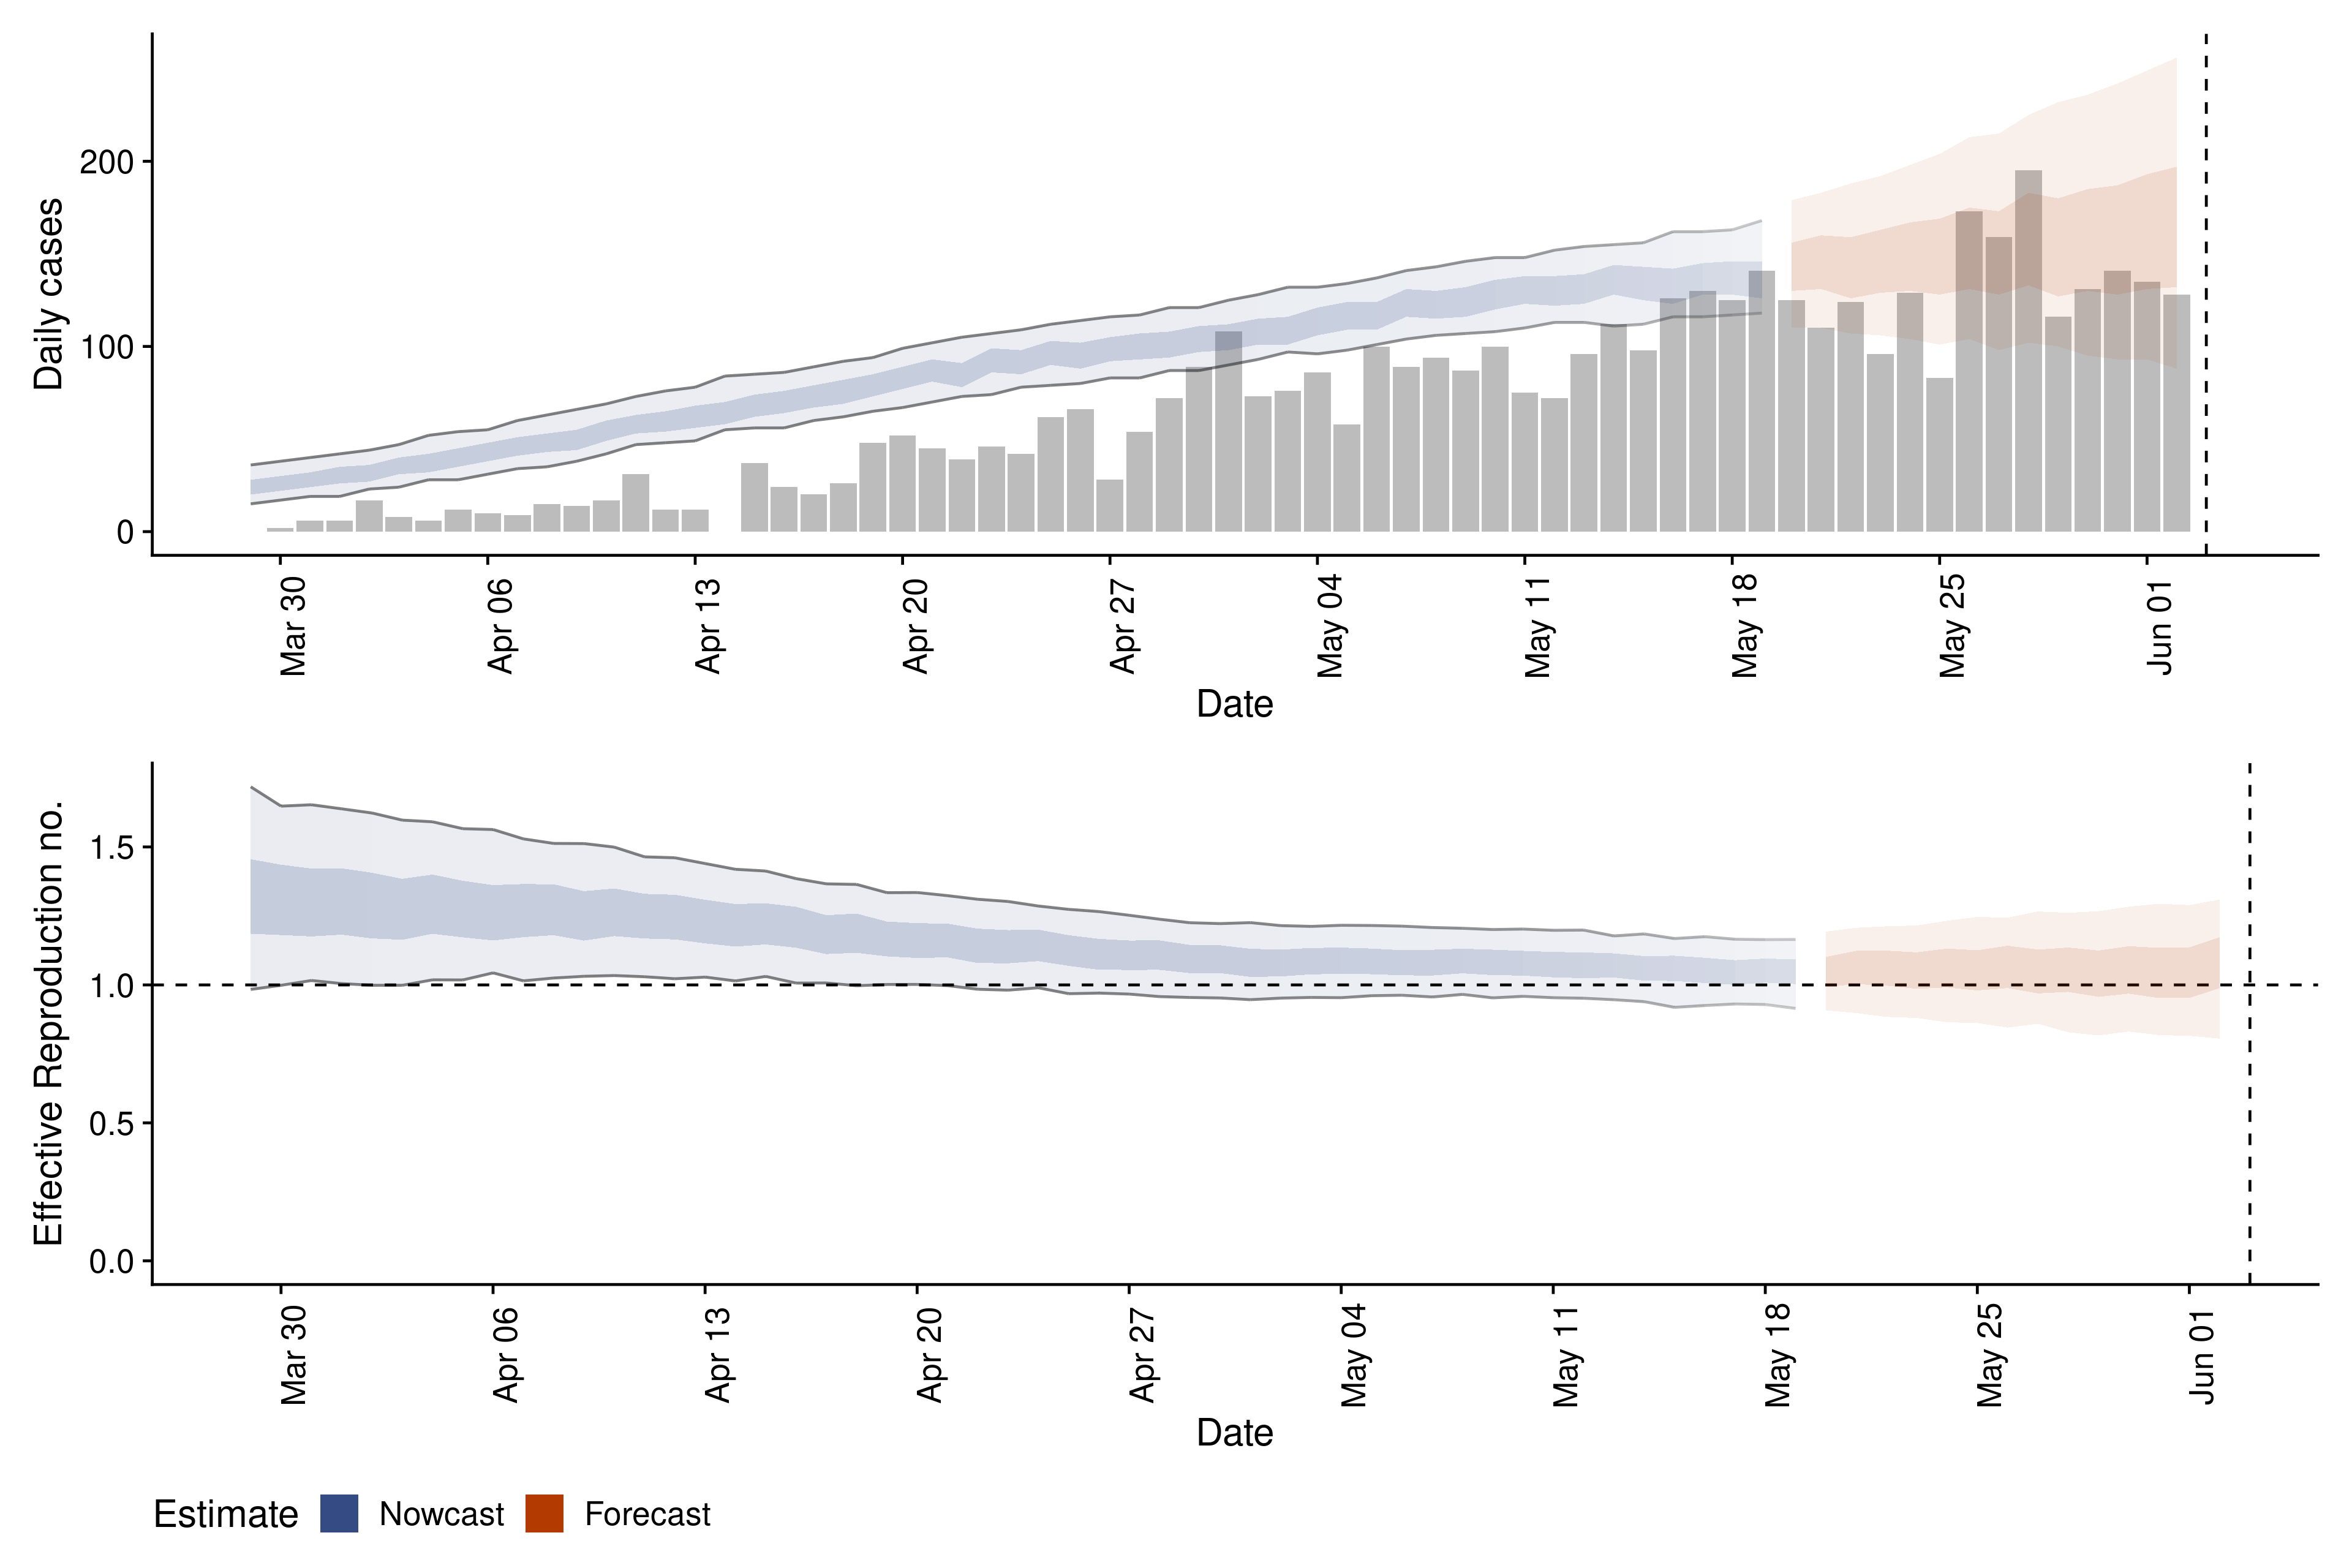 Daily cases
200
100
0
Mar 30 Apr 06 Apr 13 Apr 20 Apr 27 May 04 May 11 May 18 May 25 Jun 01
Date
Effective Reproduction no.
1.5
1.0
0.5
0.0
Mar 30 Apr 06 Apr 13 Apr 20 Apr 27 May 04 May 11 May 18 May 25 Jun 01
Date
Estimate Nowcast Forecast